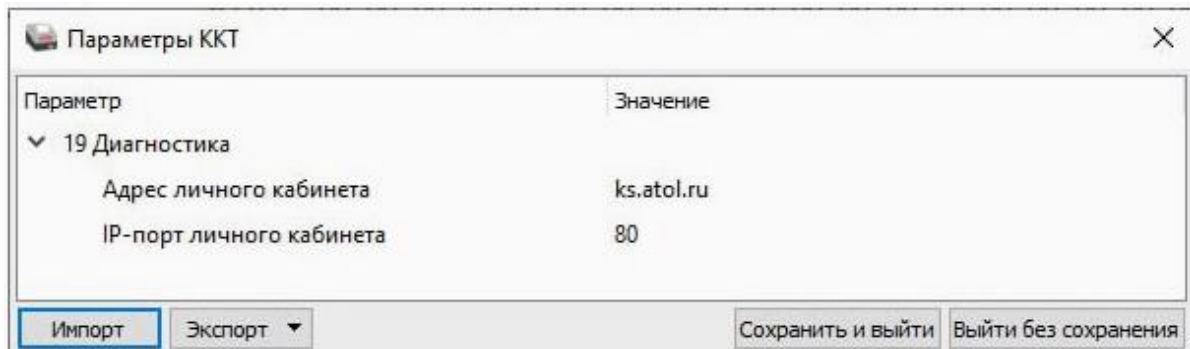 Параметры ККТ
Параметр Значение
19 Диагностика
Адрес личного кабинета ks.atol.ru
IP-порт личного кабинета 80
Импорт Экспорт Сохранить и выйти Выйти без сохранения